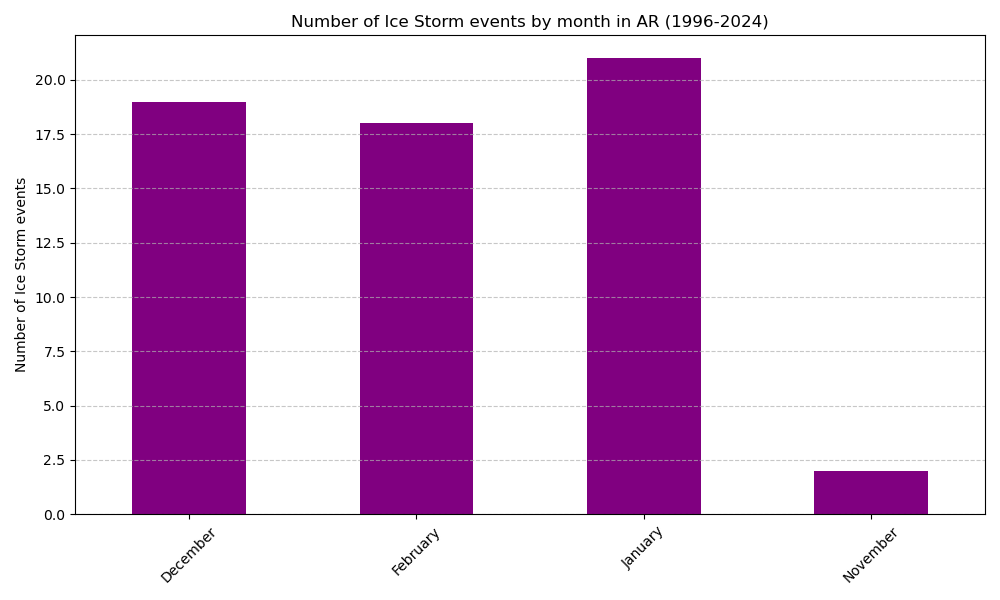 Number of Ice Storm events by month in AR (1996-2024)
Number of Ice Storm events
20.0
17.5
15.0
12.5
10.0
7.5
5.0
2.5
0.0
December
February
January
November